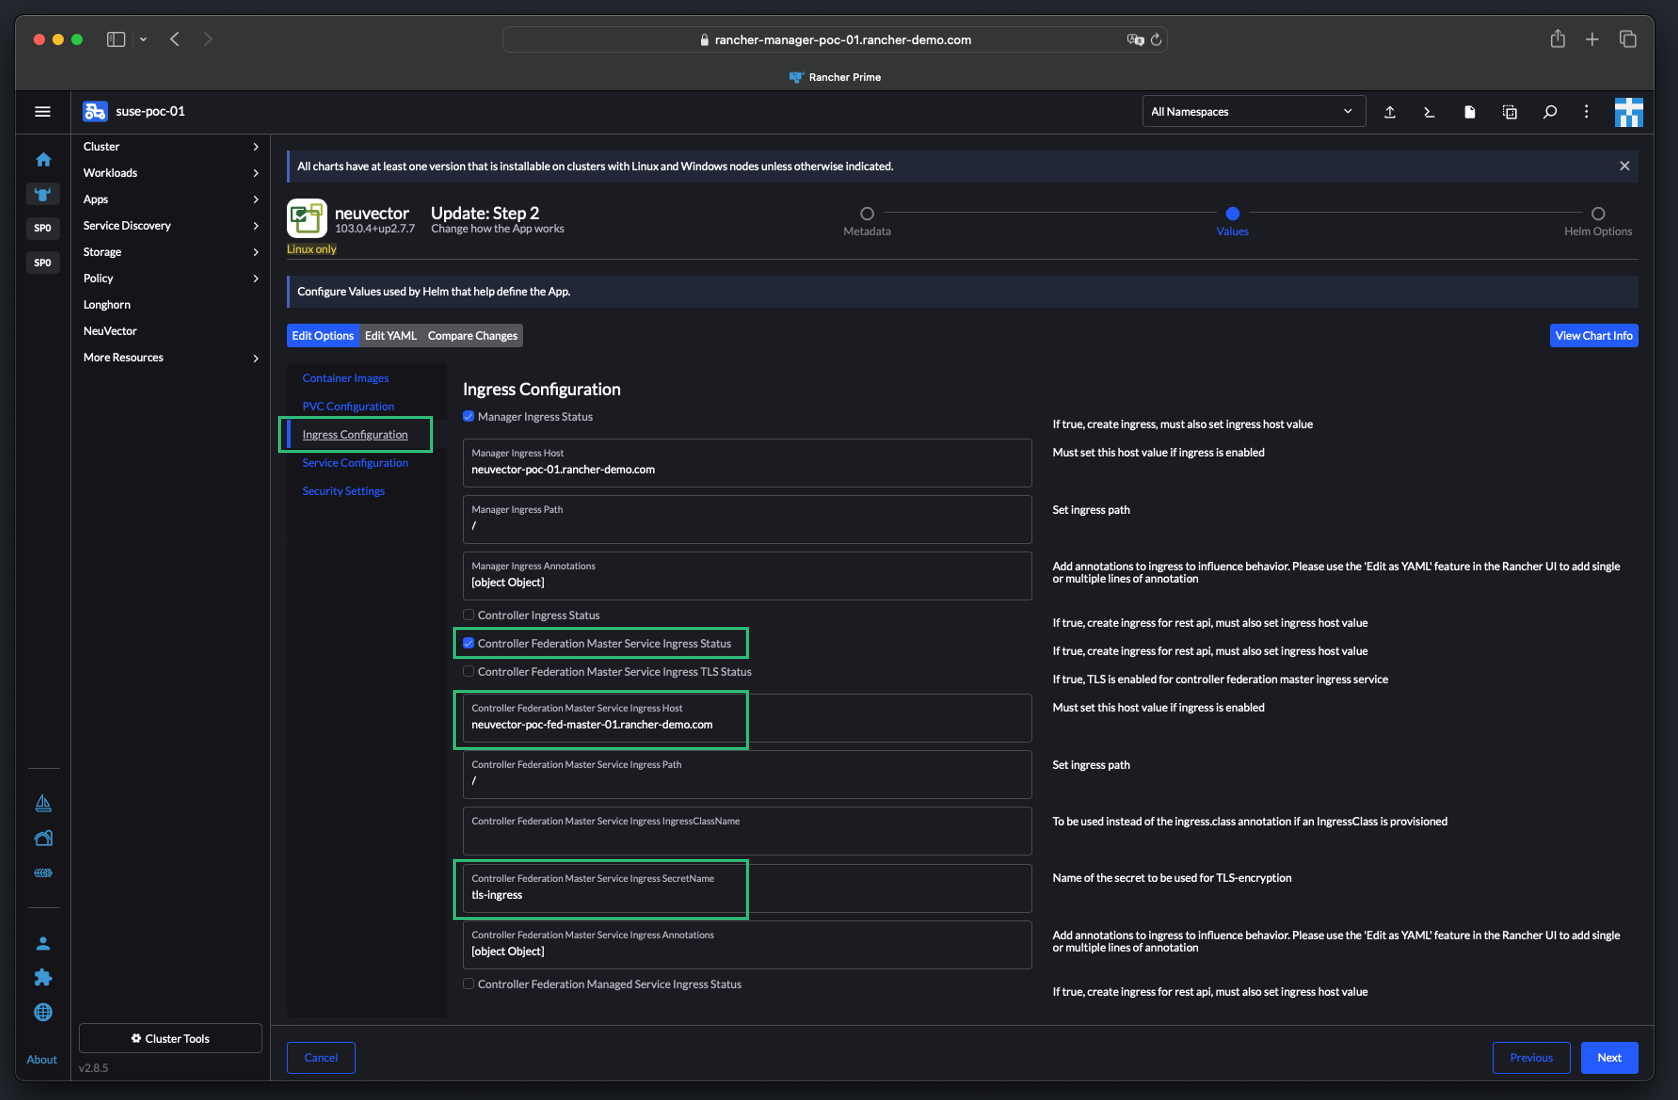 rancher-manager-poc-01.rancher-demo.com
Rancher Prime
suse-poc-01
All Namespaces
SP0
SP0
Cluster
Workloads
Apps
Service Discovery
Storage
Policy
Longhorn
NeuVector
More Resources
All charts have at least one version that is installable on clusters with Linux and Windows nodes unless otherwise indicated.
neuvector
103.0.4+up2.7.7
Linux only
Update: Step 2
Change how the App works
Metadata
Values
Helm Options
Configure Values used by Helm that help define the App.
Edit Options
Edit YAML
Compare Changes
View Chart Info
Container Images
PVC Configuration
Ingress Configuration
Service Configuration
Security Settings
Ingress Configuration
Manager Ingress Status
If true, create ingress, must also set ingress host value
Manager Ingress Host
neuvector-poc-01.rancher-demo.com
Must set this host value if ingress is enabled
Manager Ingress Path
/
Set ingress path
Manager Ingress Annotations
[object Object]
Add annotations to ingress to influence behavior. Please use the 'Edit as YAML' feature in the Rancher UI to add single
or multiple lines of annotation
Controller Ingress Status
If true, create ingress for rest api, must also set ingress host value
Controller Federation Master Service Ingress Status
If true, create ingress for rest api, must also set ingress host value
Controller Federation Master Service Ingress TLS Status
If true, TLS is enabled for controller federation master ingress service
Controller Federation Master Service Ingress Host
neuvector-poc-fed-master-01.rancher-demo.com
Must set this host value if ingress is enabled
Controller Federation Master Service Ingress Path
/
Set ingress path
Controller Federation Master Service Ingress IngressClassName
To be used instead of the ingress.class annotation if an IngressClass is provisioned
Controller Federation Master Service Ingress SecretName
tls-ingress
Name of the secret to be used for TLS-encryption
Controller Federation Master Service Ingress Annotations
[object Object]
Add annotations to ingress to influence behavior. Please use the 'Edit as YAML' feature in the Rancher UI to add single
or multiple lines of annotation
Controller Federation Managed Service Ingress Status
If true, create ingress for rest api, must also set ingress host value
Cluster Tools
About
v2.8.5
Cancel
Previous
Next